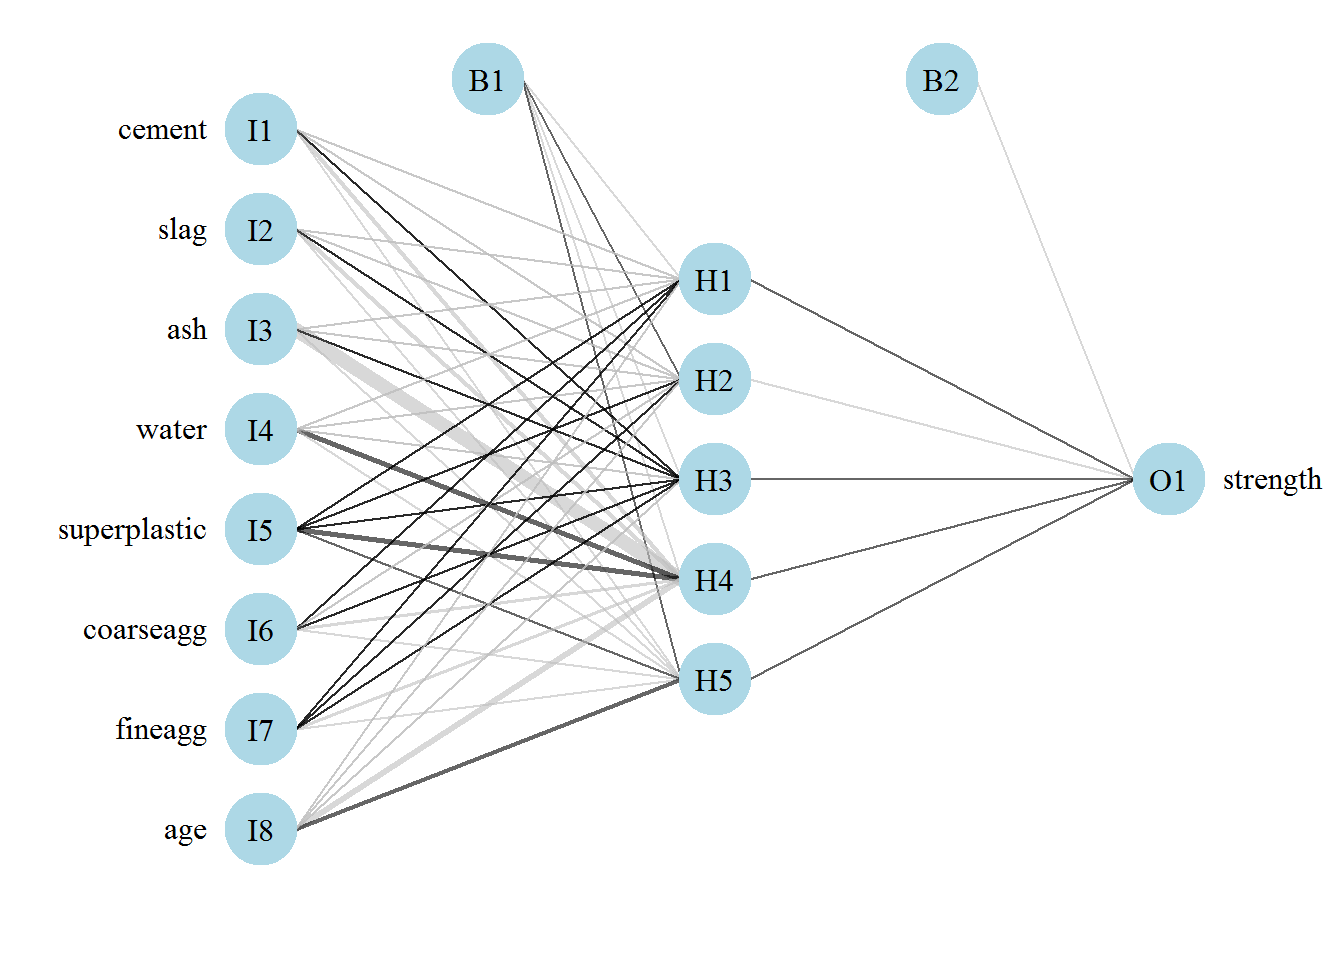 B1
B2
cement I1
slag I2
H1
ash I3
H2
water I4
H3
O1 strength
superplastic I5
H4
coarseagg I6
H5
fineagg I7
age I8